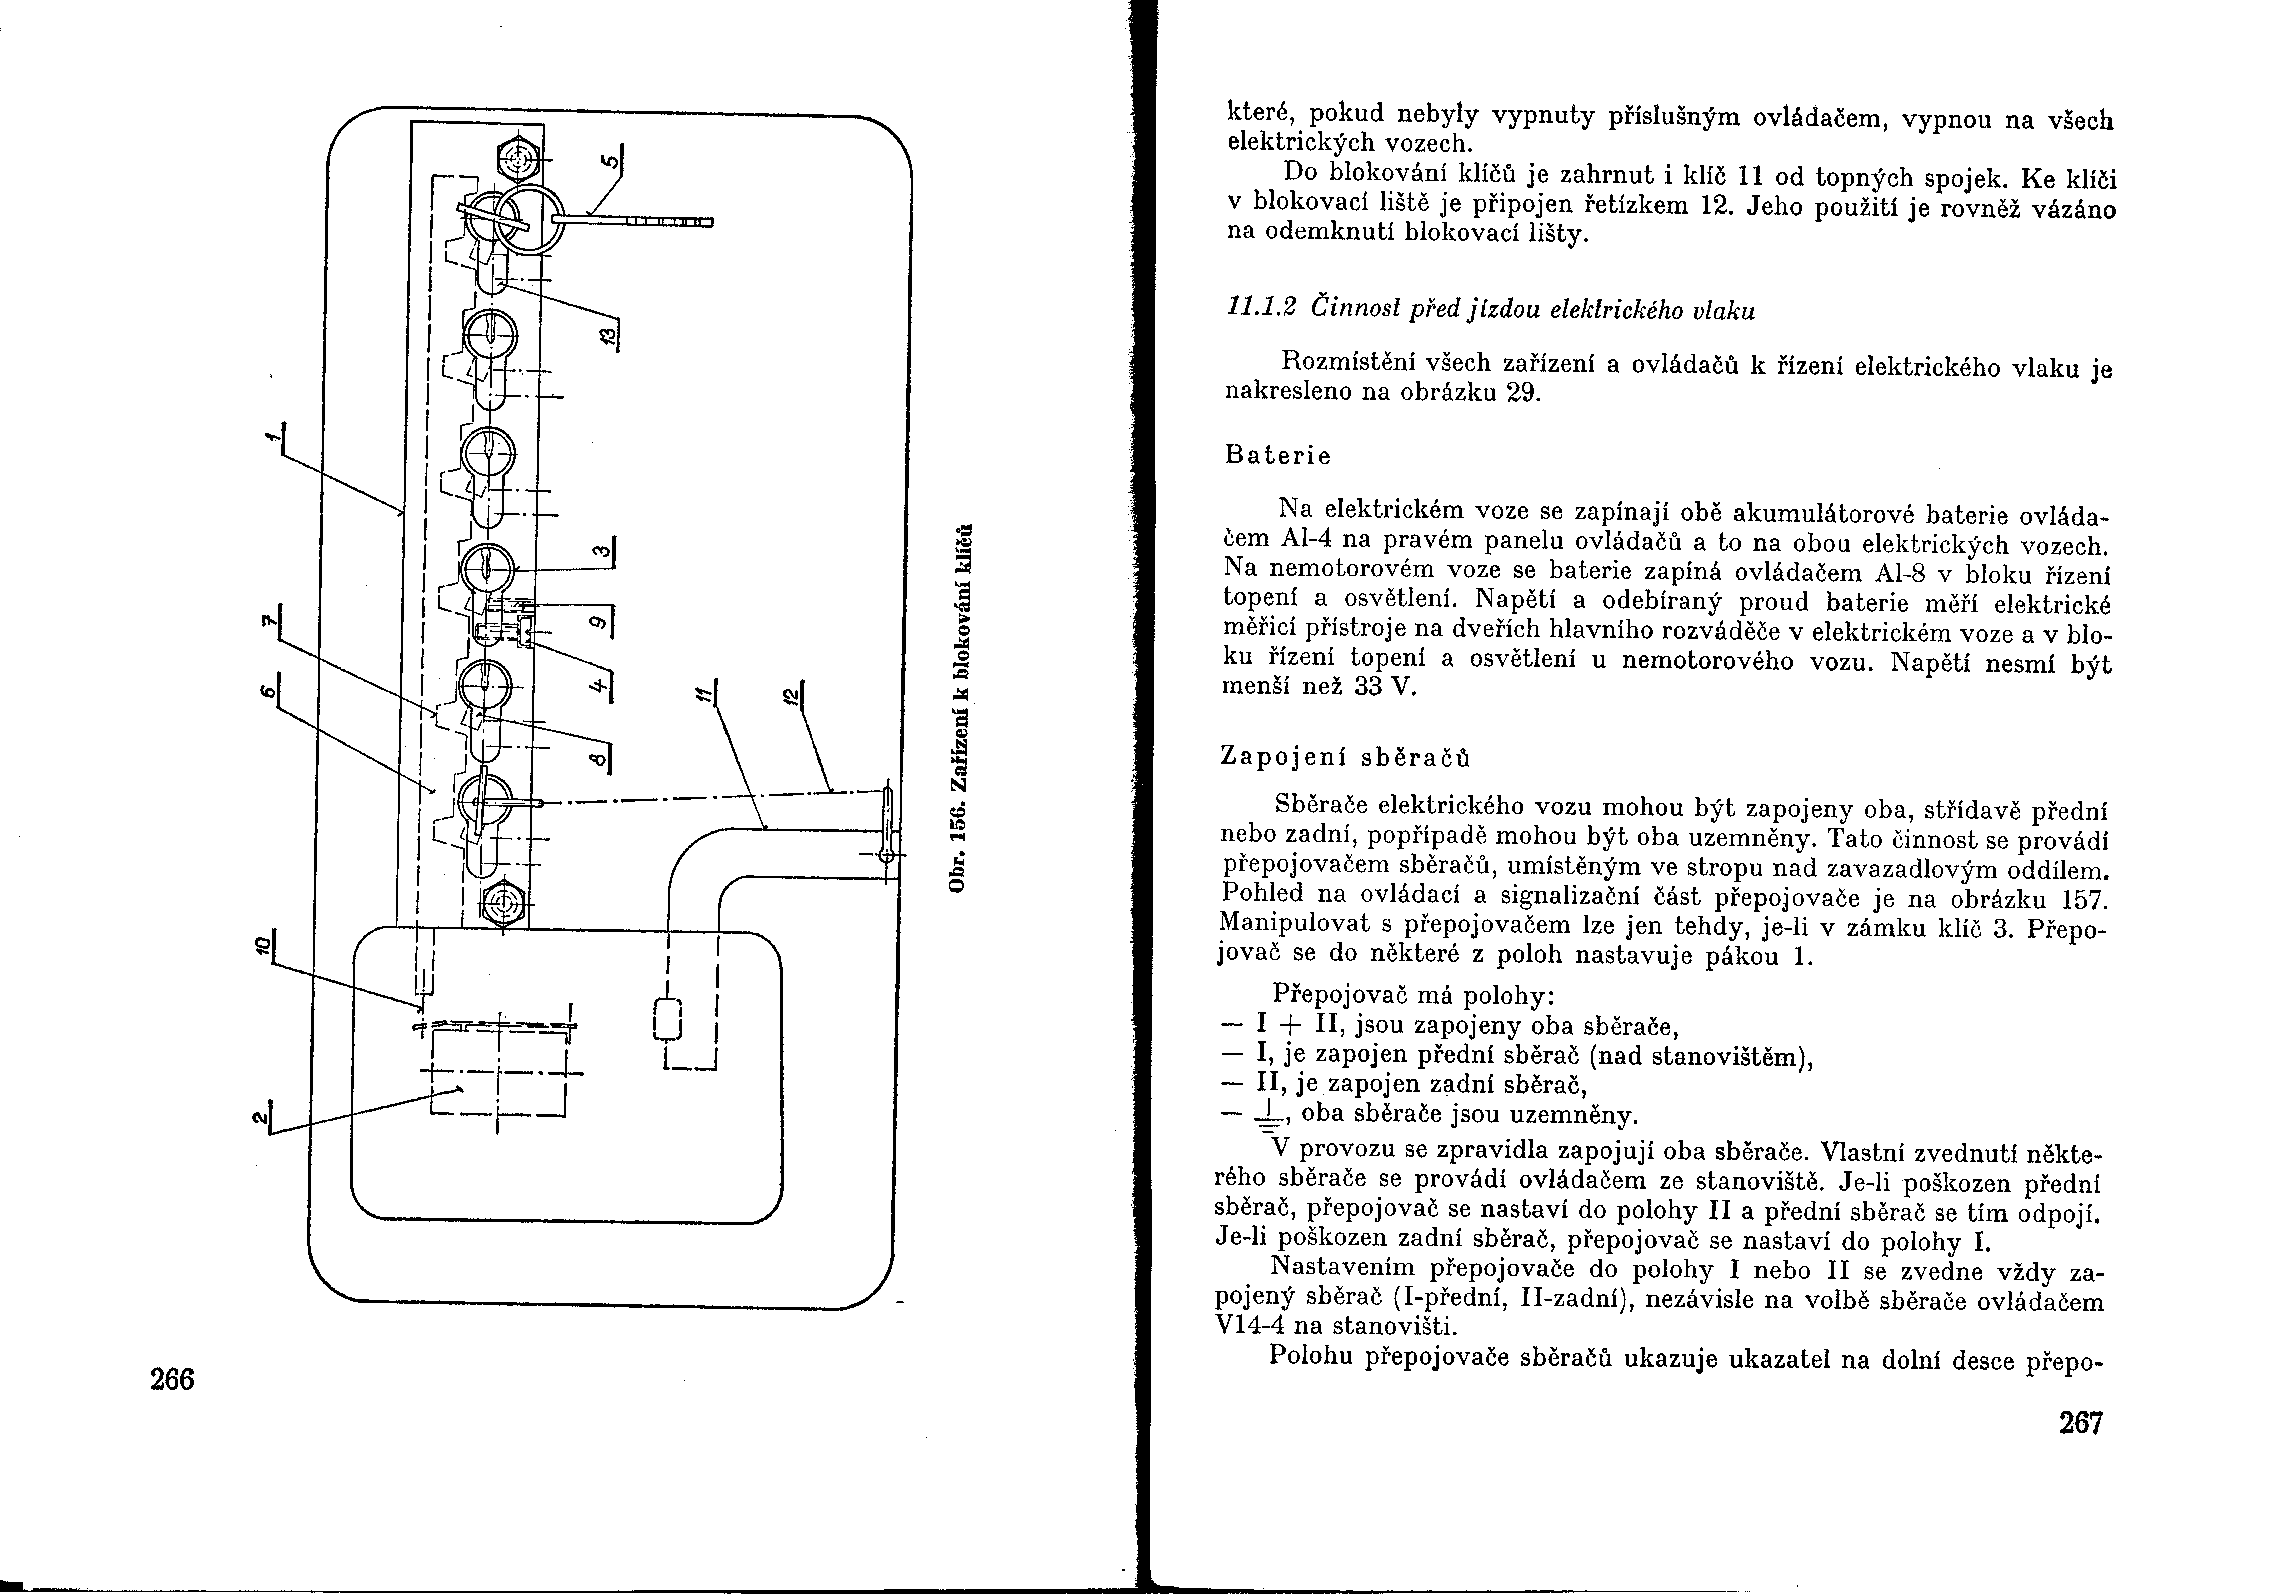 5
13
1
3
9
7
4
6
11
12
8
10
2
Obr. 156. Zařízení k blokování klíčů
266
které, pokud nebyly vypnuty příslušným ovládačem, vypnou na všech
elektrických vozech.
Do blokování klíčů je zahrnut i klíč 11 od topných spojek. Ke klíči
v blokovací liště je připojen řetízkem 12. Jeho použití je rovněž vázáno
na odemknutí blokovací lišty.
11.1.2 Činnost před jízdou elektrického vlaku
Rozmístění všech zařízení a ovládačů k řízení elektrického vlaku je
nakresleno na obrázku 29.
Baterie
Na elektrickém voze se zapínají obě akumulátorové baterie ovláda-
čem Al-4 na pravém panelu ovládačů a to na obou elektrických vozech.
Na nemotorovém voze se baterie zapíná ovládačem Al-8 v bloku řízení
topení a osvětlení. Napětí a odebíraný proud baterie měří elektrické
měřicí přístroje na dveřích hlavního rozváděče v elektrickém voze a v blo-
ku řízení topení a osvětlení u nemotorového vozu. Napětí nesmí být
menší než 33 V.
Zapojení sběračů
Sběrače elektrického vozu mohou být zapojeny oba, střídavě přední
nebo zadní, popřípadě mohou být oba uzemněny. Tato činnost se provádí
přepojovačem sběračů, umístěným ve stropu nad zavazadlovým oddílem.
Pohled na ovládací a signalizační část přepojovače je na obrázku 157.
Manipulovat s přepojovačem lze jen tehdy, je-li v zámku klíč 3. Přepo-
jovač se do některé z poloh nastavuje pákou 1.
Přepojovač má polohy:
— I + II, jsou zapojeny oba sběrače,
— I, je zapojen přední sběrač (nad stanovištěm),
— II, je zapojen zadní sběrač,
— ⏚, oba sběrače jsou uzemněny.
V provozu se zpravidla zapojují oba sběrače. Vlastní zvednutí někte-
rého sběrače se provádí ovládačem ze stanoviště. Je-li poškozen přední
sběrač, přepojovač se nastaví do polohy II a přední sběrač se tím odpojí.
Je-li poškozen zadní sběrač, přepojovač se nastaví do polohy I.
Nastavením přepojovače do polohy I nebo II se zvedne vždy za-
pojený sběrač (I-přední, II-zadní), nezávisle na volbě sběrače ovládačem
V14-4 na stanovišti.
Polohu přepojovače sběračů ukazuje ukazatel na dolní desce přepo-
267